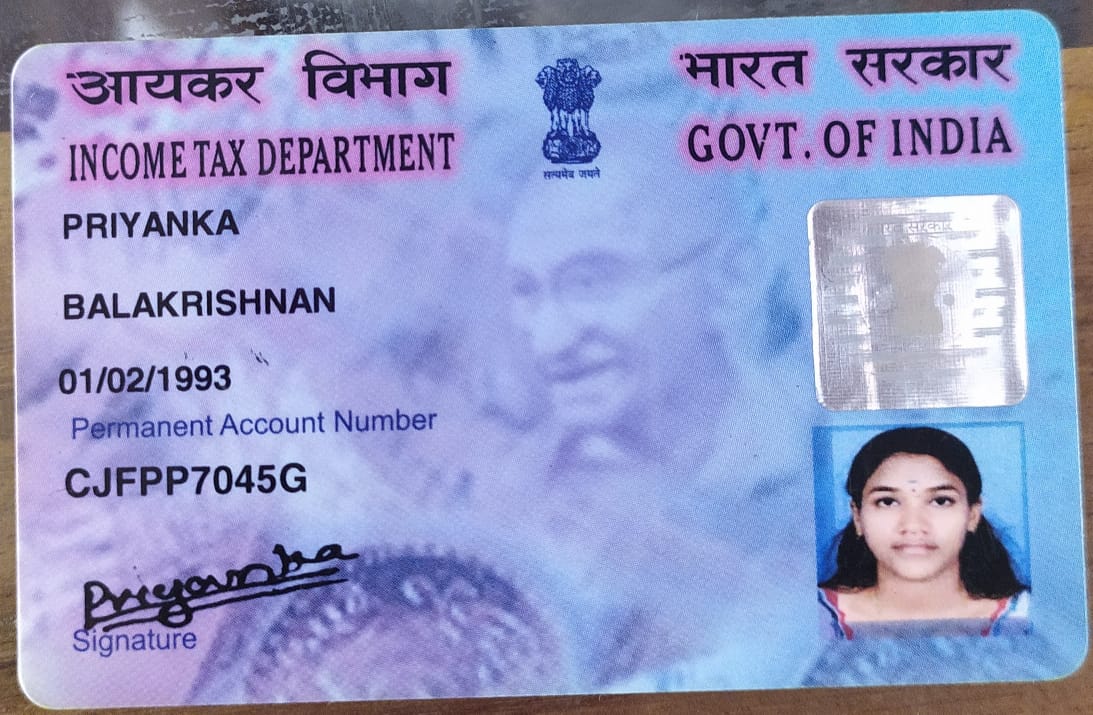 आयकर विभाग
INCOME TAX DEPARTMENT
भारत सरकार
GOVT. OF INDIA
सत्यमेव जयते
PRIYANKA
BALAKRISHNAN
01/02/1993
Permanent Account Number
CJFPP7045G
Priyanka
Signature
सरकार